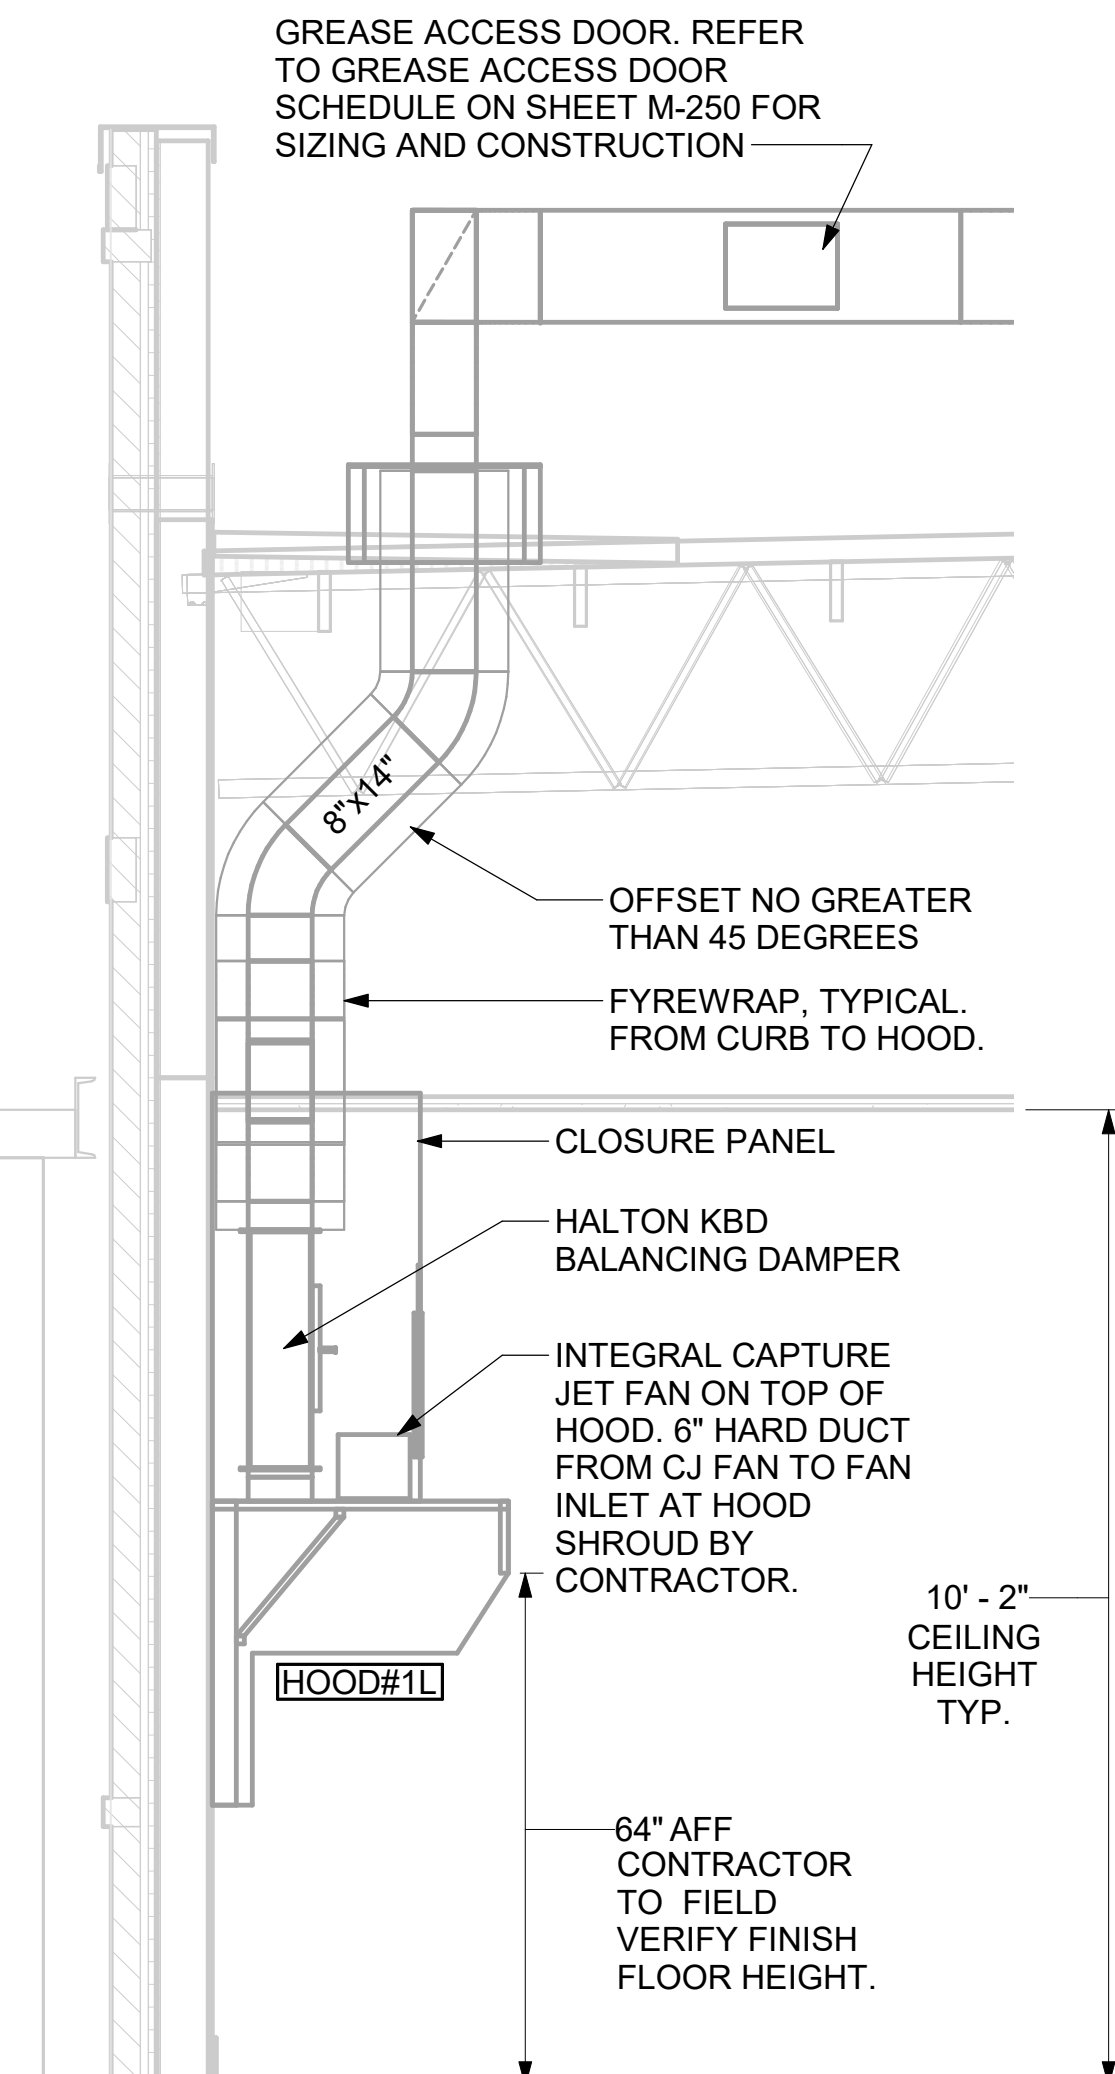 GREASE ACCESS DOOR. REFER
TO GREASE ACCESS DOOR
SCHEDULE ON SHEET M-250 FOR
SIZING AND CONSTRUCTION
8"x14"
OFFSET NO GREATER
THAN 45 DEGREES
FYREWRAP, TYPICAL.
FROM CURB TO HOOD.
CLOSURE PANEL
HALTON KBD
BALANCING DAMPER
INTEGRAL CAPTURE
JET FAN ON TOP OF
HOOD. 6" HARD DUCT
FROM CJ FAN TO FAN
INLET AT HOOD
SHROUD BY
CONTRACTOR.
10' - 2"
CEILING
HEIGHT
TYP.
HOOD#1L
64" AFF
CONTRACTOR
TO FIELD
VERIFY FINISH
FLOOR HEIGHT.